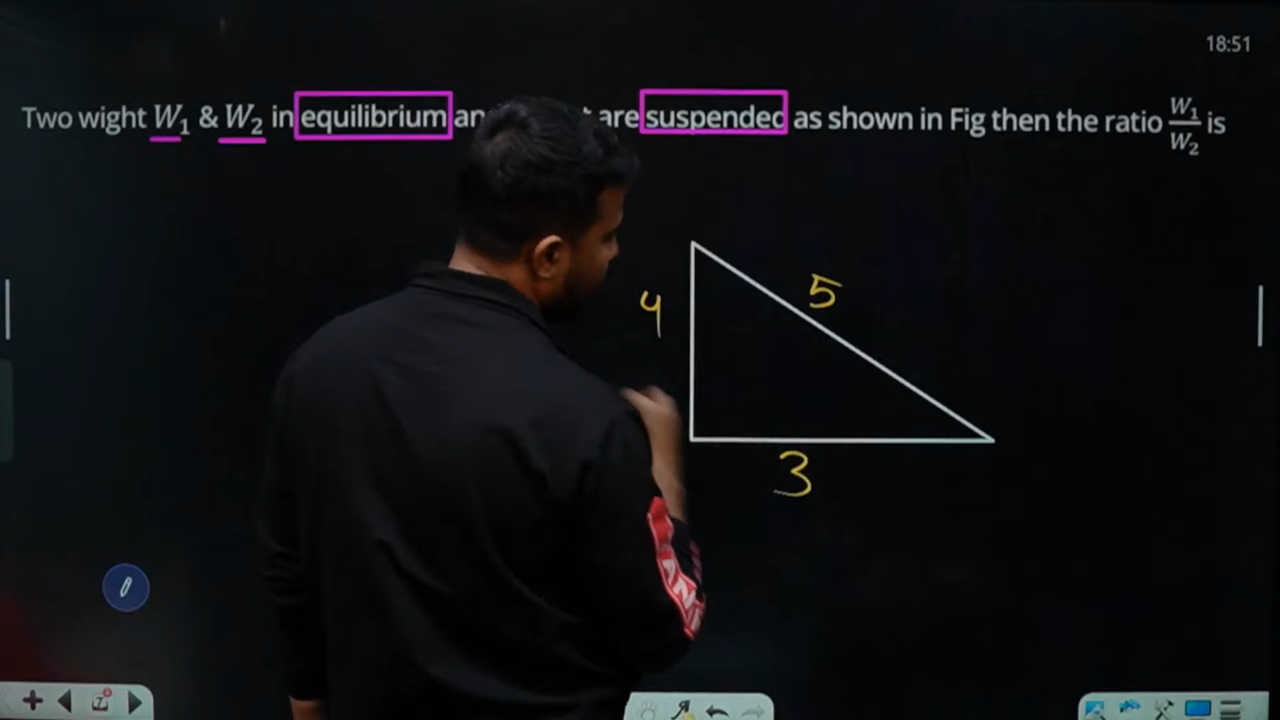 18:51
Two wight W₁ & W₂ in equilibrium an t are suspended as shown in Fig then the ratio W₁/W₂ is
4
5
3